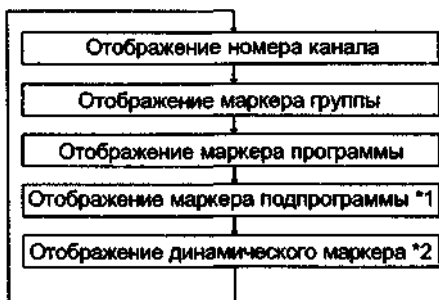 Отображение номера канала
Отображение маркера группы
Отображение маркера программы
Отображение маркера подпрограммы *1
Отображение динамического маркера *2